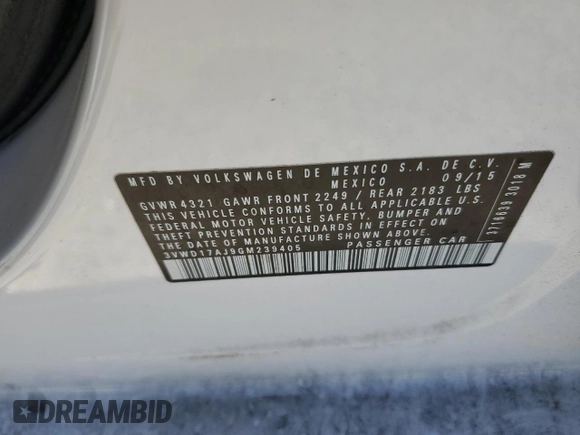 MFD BY VOLKSWAGEN DE MEXICO S.A. DE C.V.
MEXICO 09/15
GVWR 4321 GAWR FRONT 2249 / REAR 2183 LBS
THIS VEHICLE CONFORMS TO ALL APPLICABLE U.S.
FEDERAL MOTOR VEHICLE SAFETY, BUMPER AND
THEFT PREVENTION STANDARDS IN EFFECT ON
THE DATE OF MANUFACTURE SHOWN ABOVE.
3VWD17AJ9GM239405 PASSENGER CAR
3716639 3018 M
DREAMBID